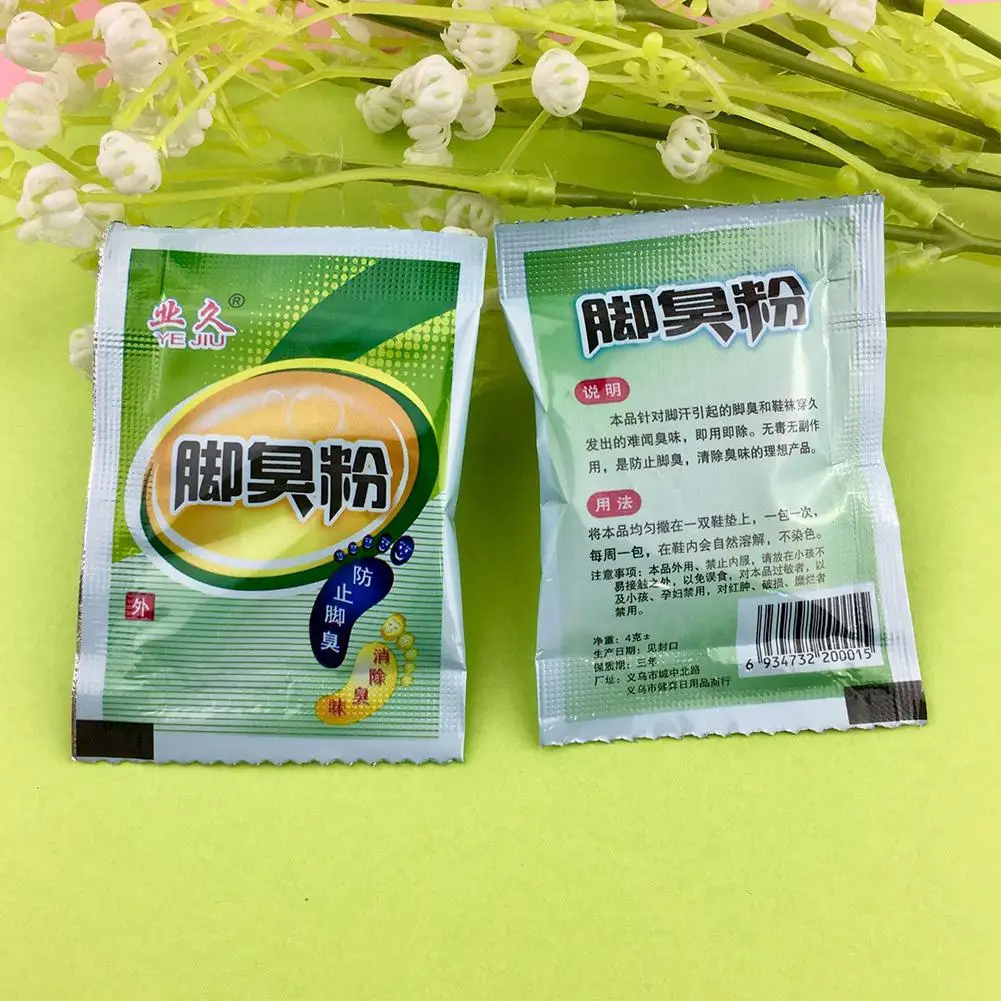 业久®
YE JIU
脚臭粉
防止脚臭
消除臭味
外
脚臭粉
说明
本品针对脚汗引起的脚臭和鞋袜穿久
发出的难闻臭味，即用即除。无毒无副作
用，是防止脚臭，清除臭味的理想产品。
用法
将本品均匀撒在一双鞋垫上，一包一次，
每周一包，在鞋内会自然溶解，不染色。
注意事项：本品外用、禁止内服，请放在小孩不
易接触之外，以免误食，对本品过敏者，以
及小孩、孕妇禁用，对红肿、破损、糜烂者
禁用。
净重：4克±
生产日期：见封口
保质期：三年
厂址：义乌市城中北路
义乌市健日用品商行
6 934732 200015